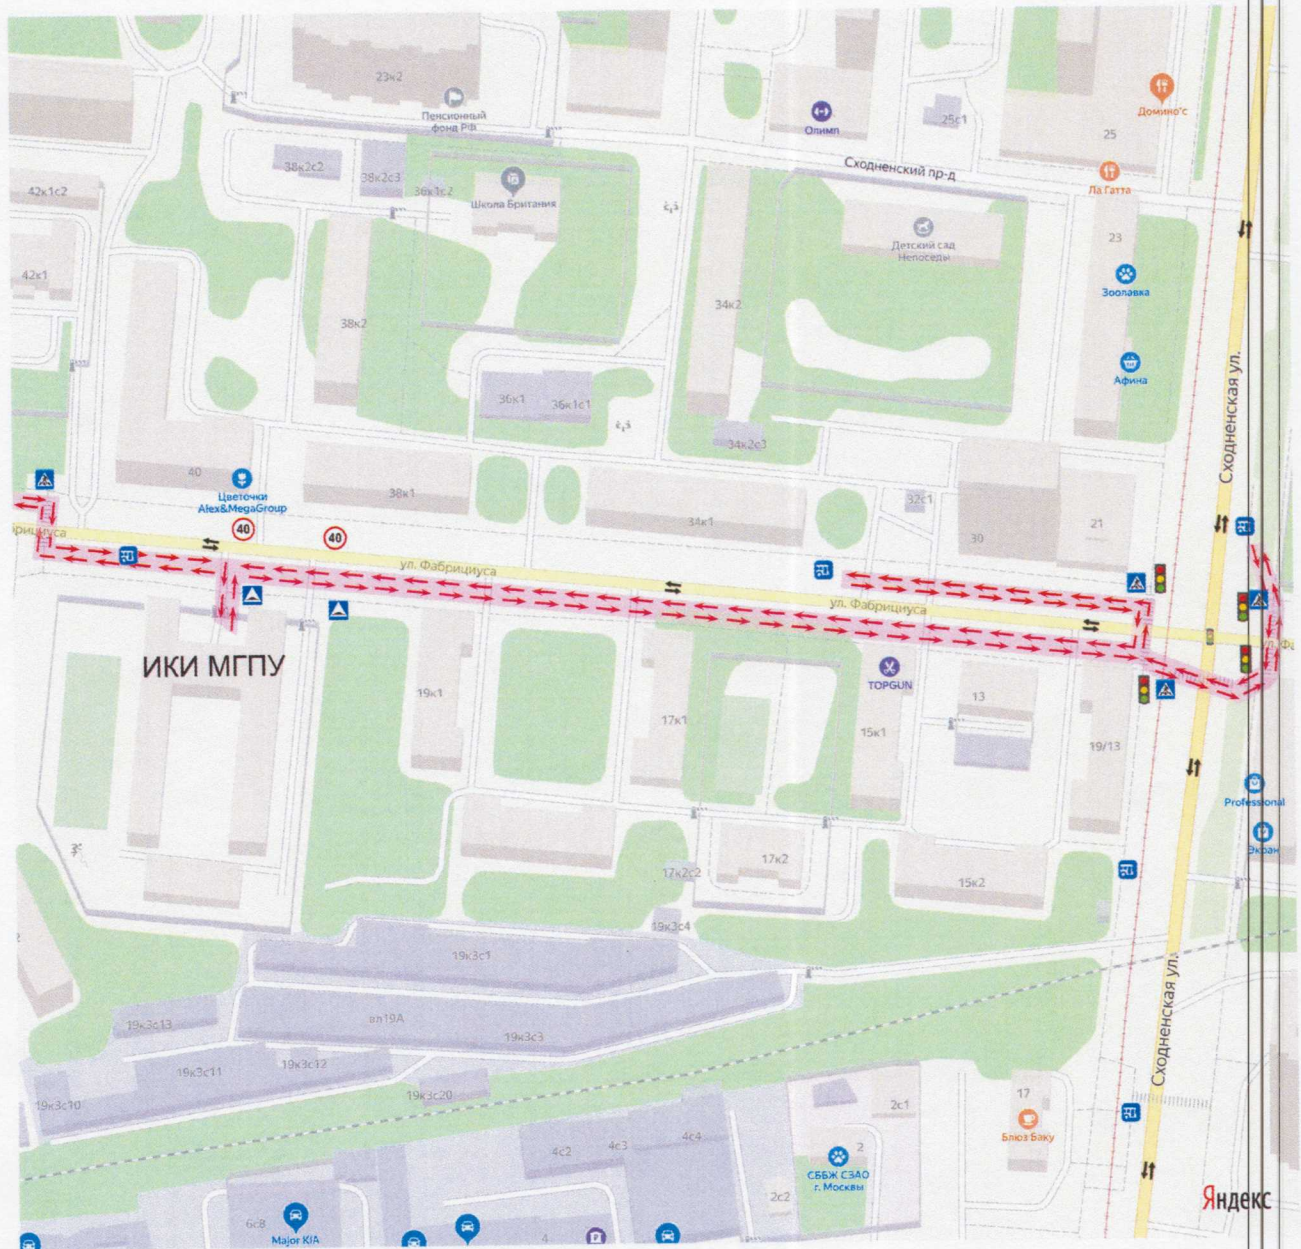 23к2
Пенсионный
фонд РФ
Олимп
25с1
25
Домино'с
38к2с2
38к2с3
36к1с2
Школа Британия
Сходненский пр-д
Ла Гатта
42к1с2
Детский сад
Непоседы
23
42к1
Зоолавка
38к2
34к2
Афина
Сходненская ул.
36к1
36к1с1
34к2с3
40
Цветочки
Alex&MegaGroup
38к1
34к1
32с1
30
21
40
40
ул. Фабрициуса
ул. Фабрициуса
ИКИ МГПУ
19к1
17к1
TOPGUN
13
15к1
19/13
Professional
Экран
17к2
17к2с2
15к2
19к3с4
19к3с1
вл19А
19к3с3
19к3с13
19к3с11
19к3с12
19к3с10
19к3с20
Сходненская ул.
2с1
17
Блюз Баку
4с2
4с3
4с4
2
СББЖ СЗАО
г. Москвы
2с2
6с8
Major KIA
4
Яндекс